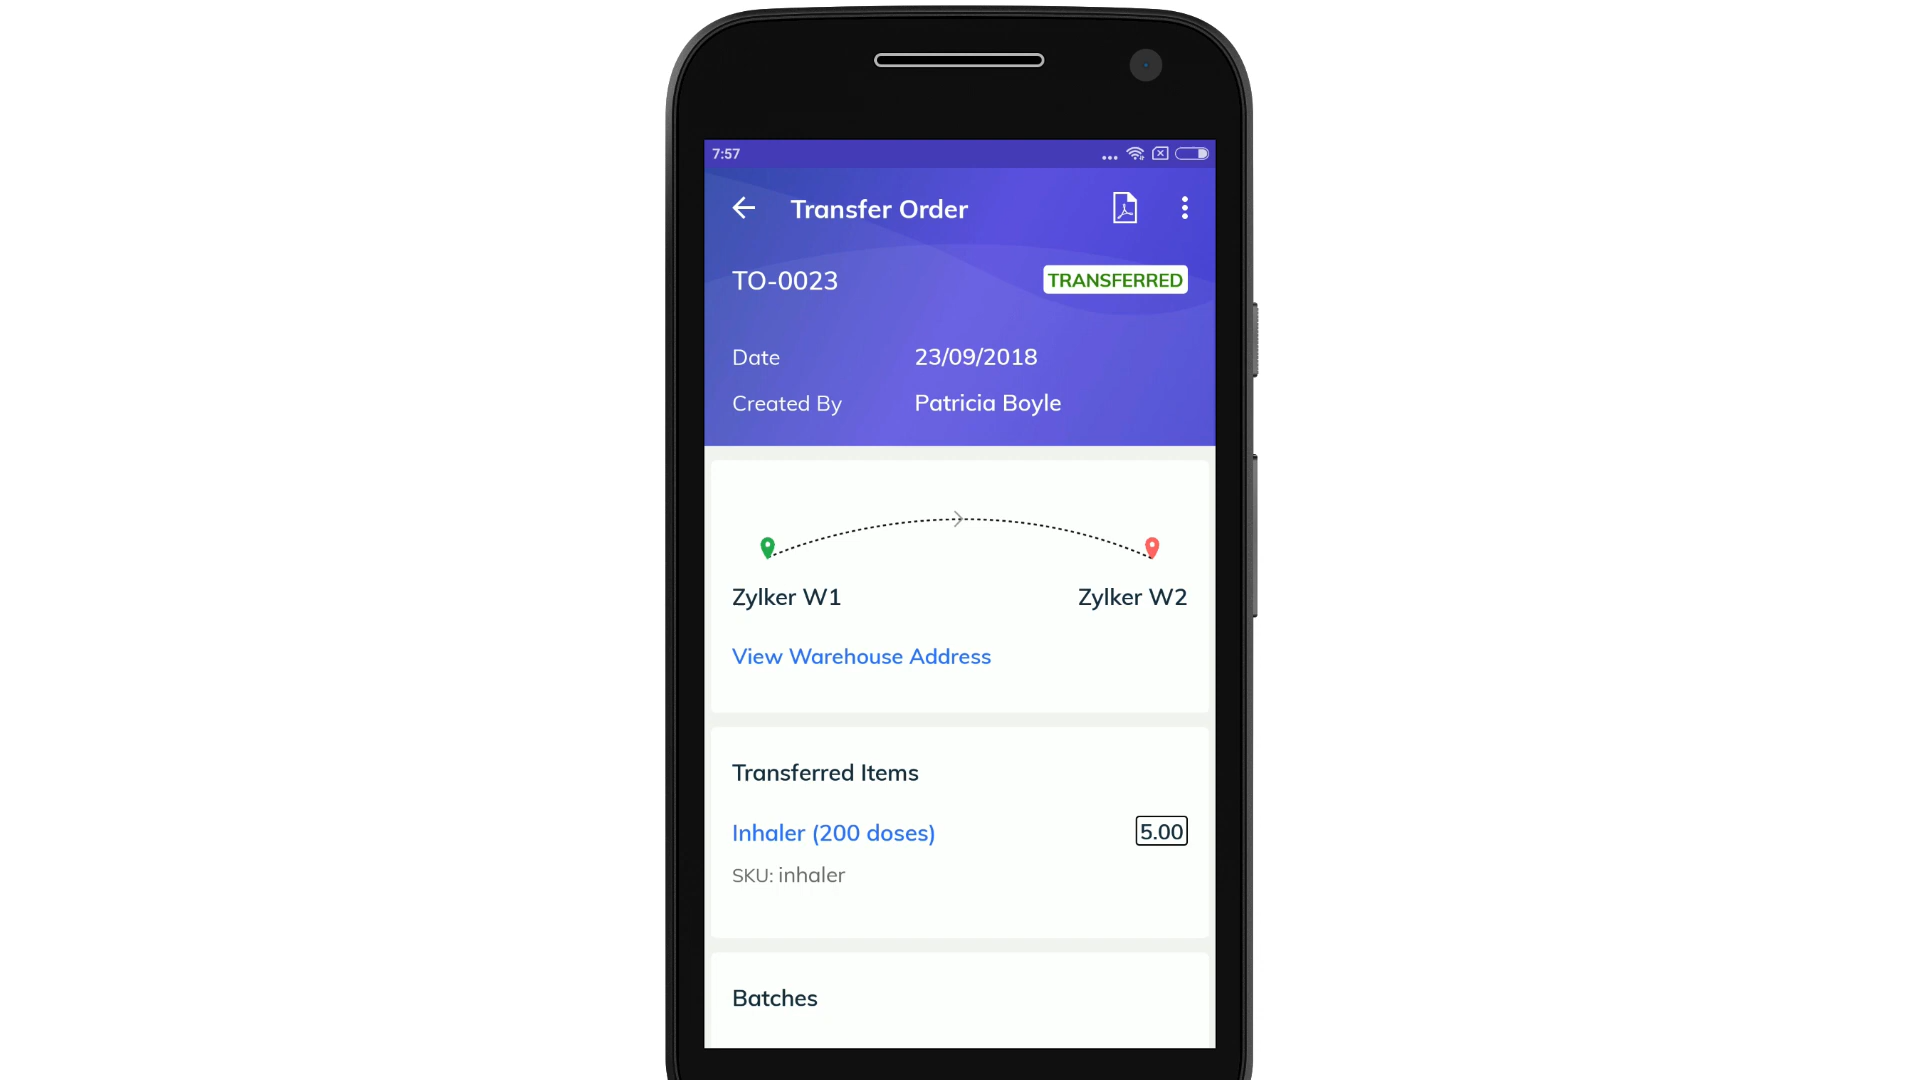 7:57
Transfer Order
TO-0023
TRANSFERRED
Date 23/09/2018
Created By Patricia Boyle
Zylker W1 Zylker W2
View Warehouse Address
Transferred Items
Inhaler (200 doses) 5.00
SKU: inhaler
Batches